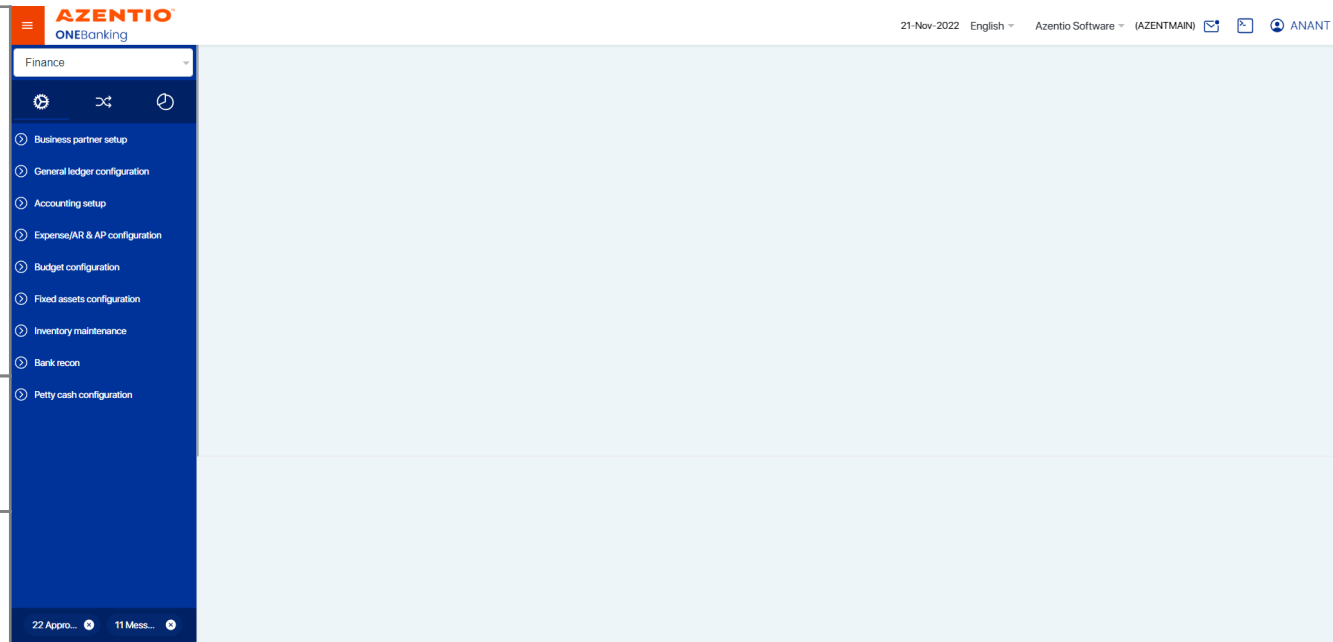 AZENTIO™
ONEBanking
21-Nov-2022 English Azentio Software (AZENTMAIN) ANANT
Finance
Business partner setup
General ledger configuration
Accounting setup
Expense/AR & AP configuration
Budget configuration
Fixed assets configuration
Inventory maintenance
Bank recon
Petty cash configuration
22 Appro... 11 Mess...